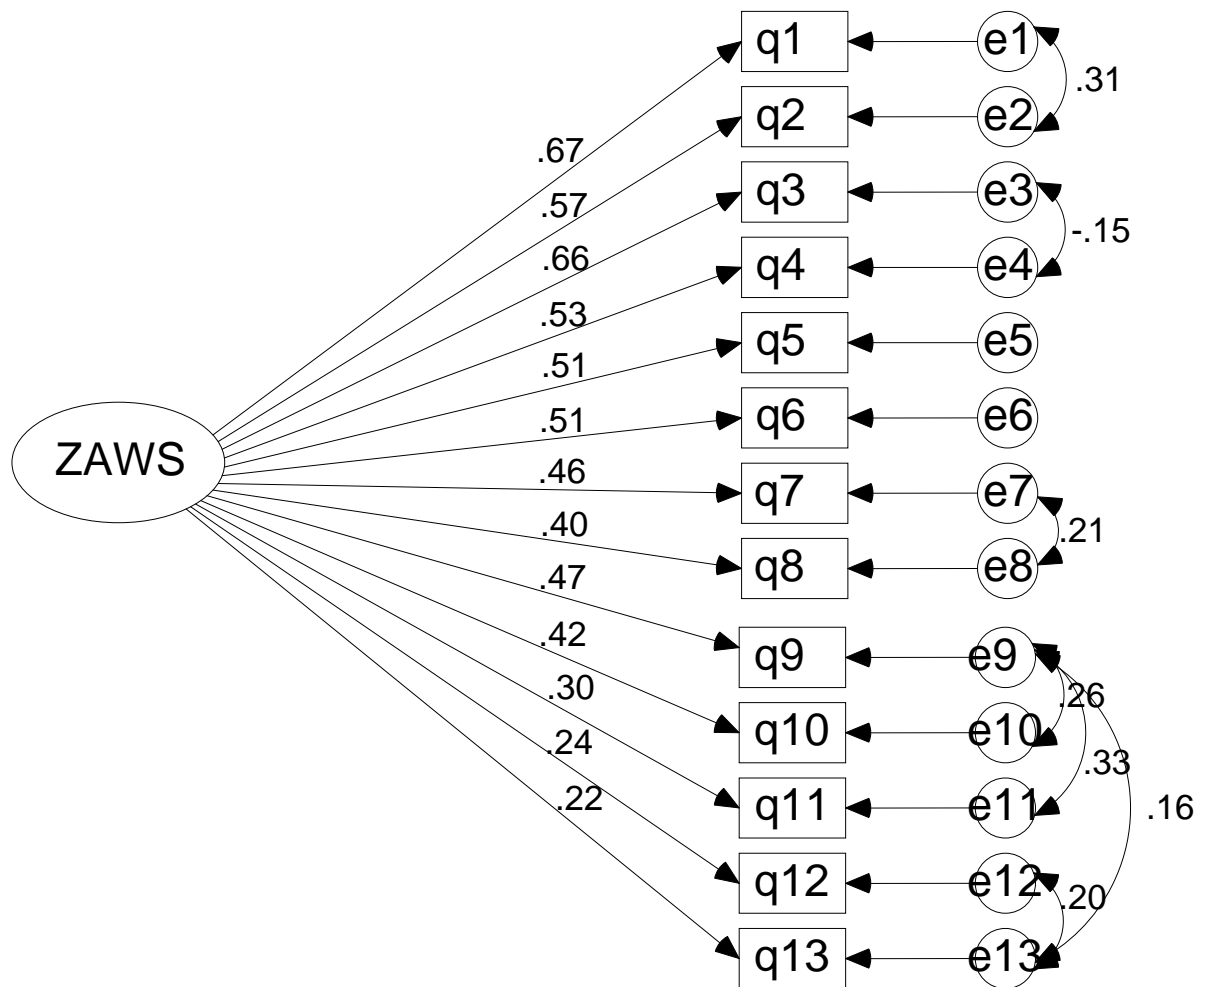 q1 e1
.31
q2 e2
.67
q3 e3
.57
-.15
.66
q4 e4
.53
q5 e5
.51
q6 e6
.51
ZAWS
.46
q7 e7
.40
.21
q8 e8
.47
.42
q9 e9
.30
.26
q10 e10
.24
.33
.22
q11 e11
.16
q12 e12
.20
q13 e13